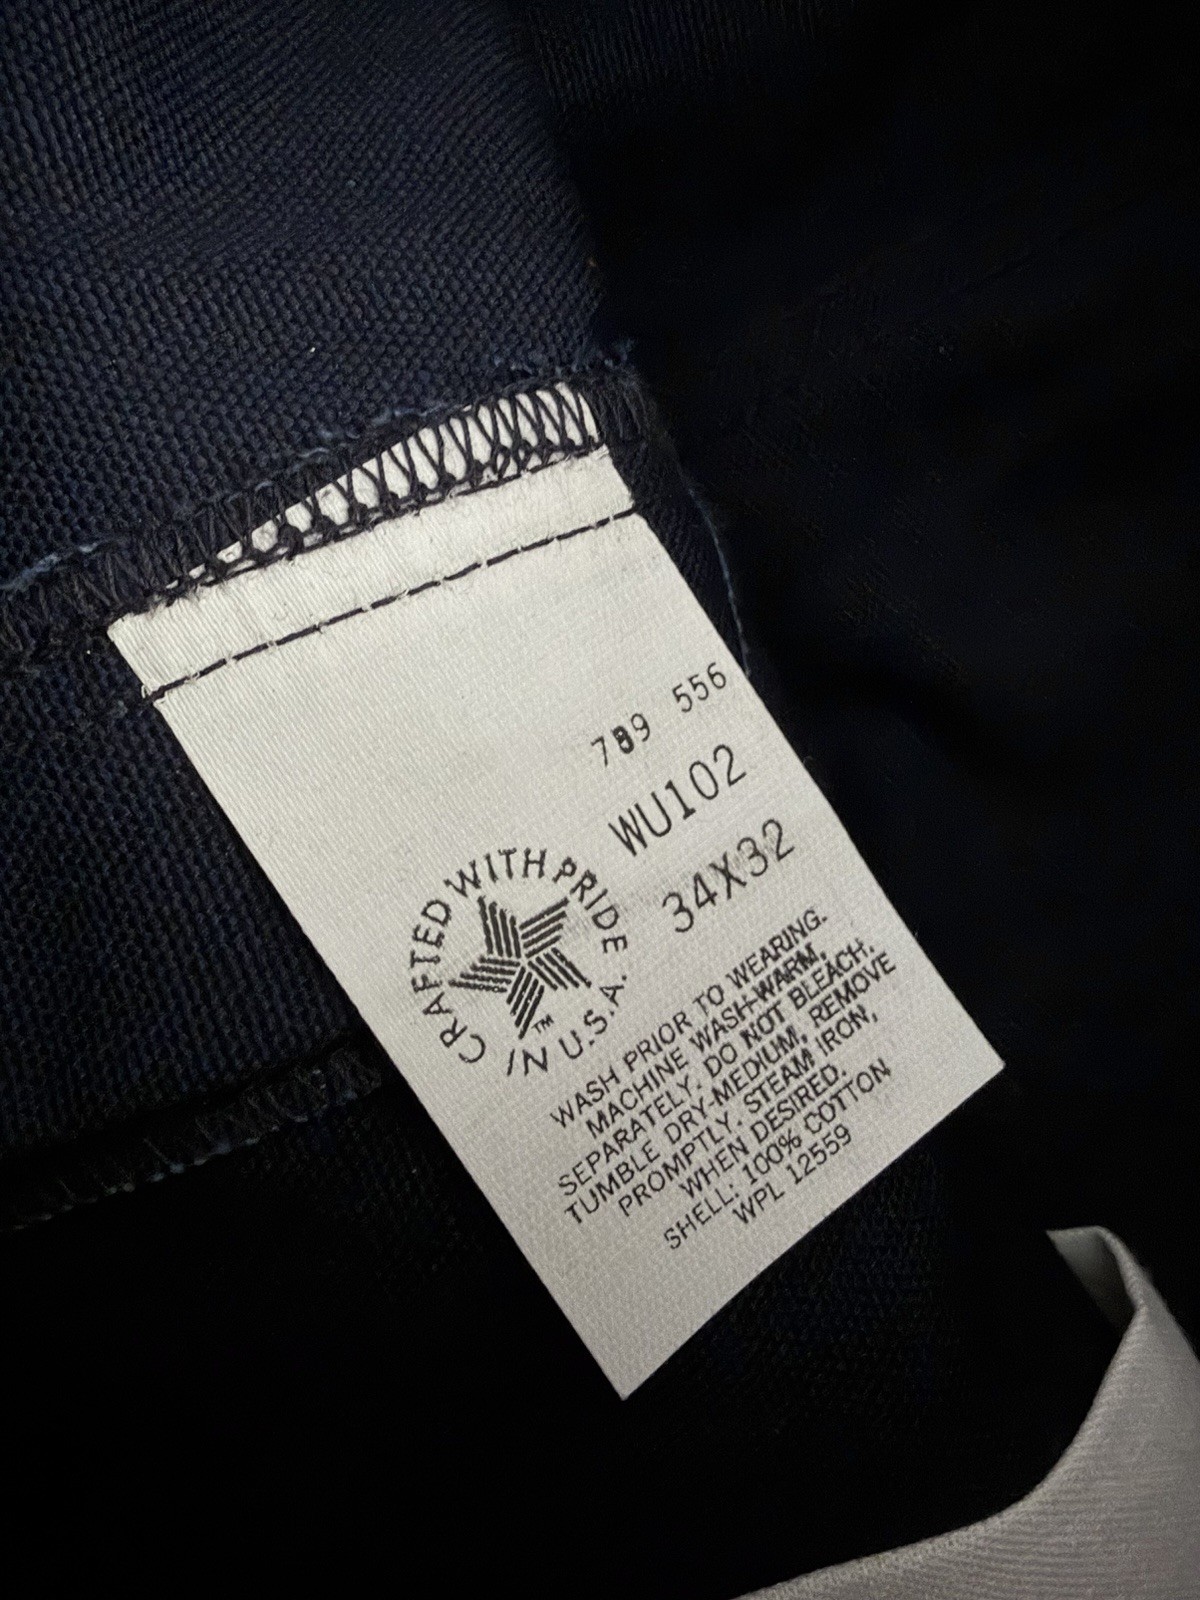 789 556
WU102
34X32
CRAFTED WITH PRIDE
IN U.S.A.
TM
WASH PRIOR TO WEARING.
MACHINE WASH-WARM,
SEPARATELY. DO NOT BLEACH.
TUMBLE DRY-MEDIUM, REMOVE
PROMPTLY. STEAM IRON,
WHEN DESIRED.
SHELL: 100% COTTON
WPL 12559